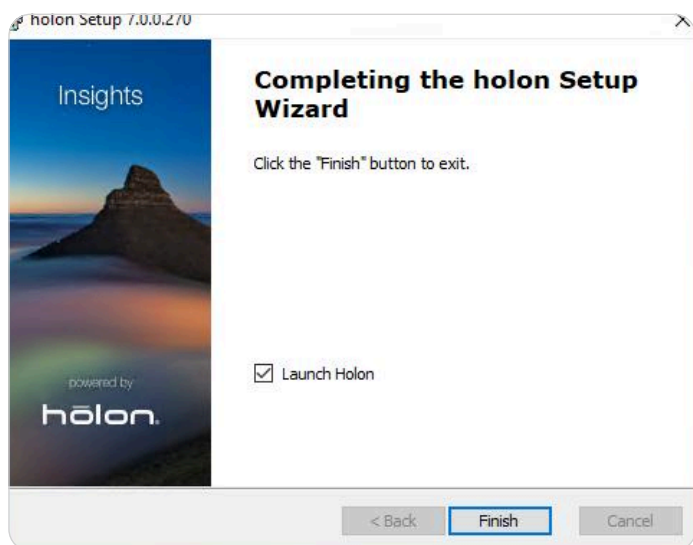 holon Setup 7.0.0.270
Insights
Completing the holon Setup
Wizard
Click the "Finish" button to exit.
Launch Holon
powered by
hōlon.
< Back
Finish
Cancel